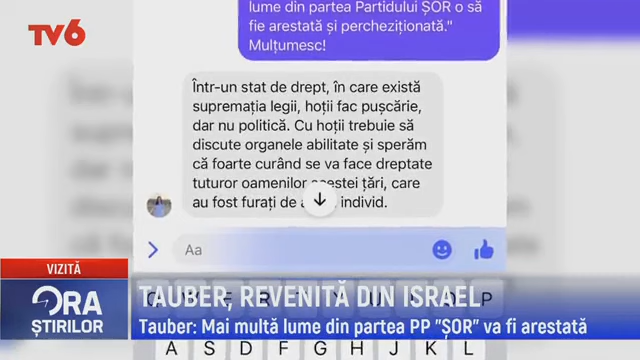 TV6
lume din partea Partidului ȘOR o să
fie arestată și percheziționată."
Mulțumesc!
Într-un stat de drept, în care există
supremația legii, hoții fac pușcărie,
dar nu politică. Cu hoții trebuie să
discute organele abilitate și sperăm
că foarte curând se va face dreptate
tuturor oamenilor acestei țări, care
au fost furați de individ.
Aa
VIZITĂ
ORA
ȘTIRILOR
TAUBER, REVENITĂ DIN ISRAEL
Tauber: Mai multă lume din partea PP "ȘOR" va fi arestată
P
A S D F G H J K L